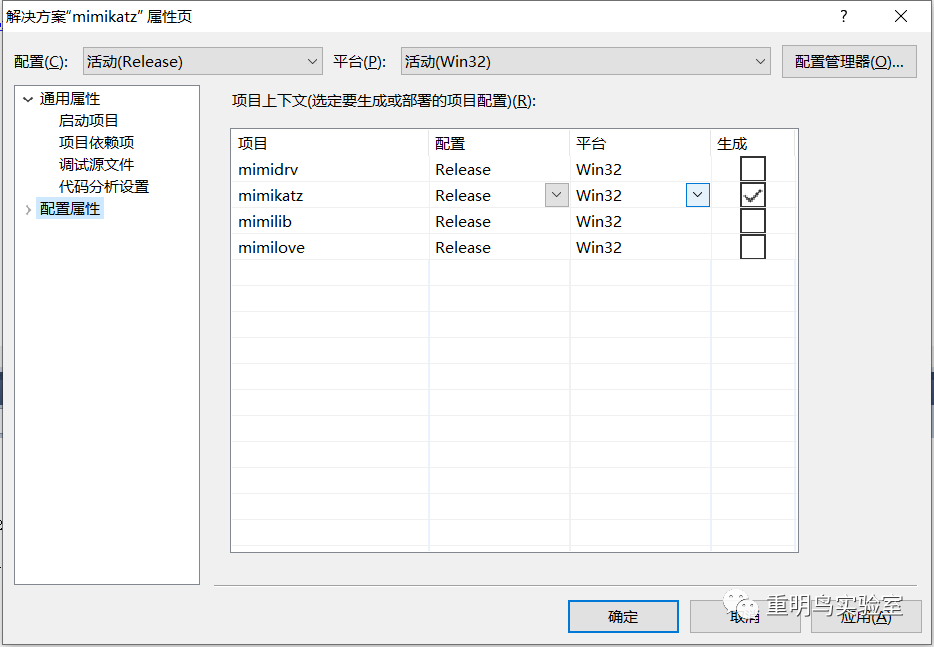 解决方案“mimikatz” 属性页 ?
配置(C): 活动(Release) 平台(P): 活动(Win32) 配置管理器(O)...
通用属性
启动项目
项目依赖项
调试源文件
代码分析设置
配置属性
项目上下文(选定要生成或部署的项目配置)(R):
项目 配置 平台 生成
mimidrv Release Win32
mimikatz Release Win32
mimilib Release Win32
mimilove Release Win32
确定 取消 应用(A)
重明鸟实验室